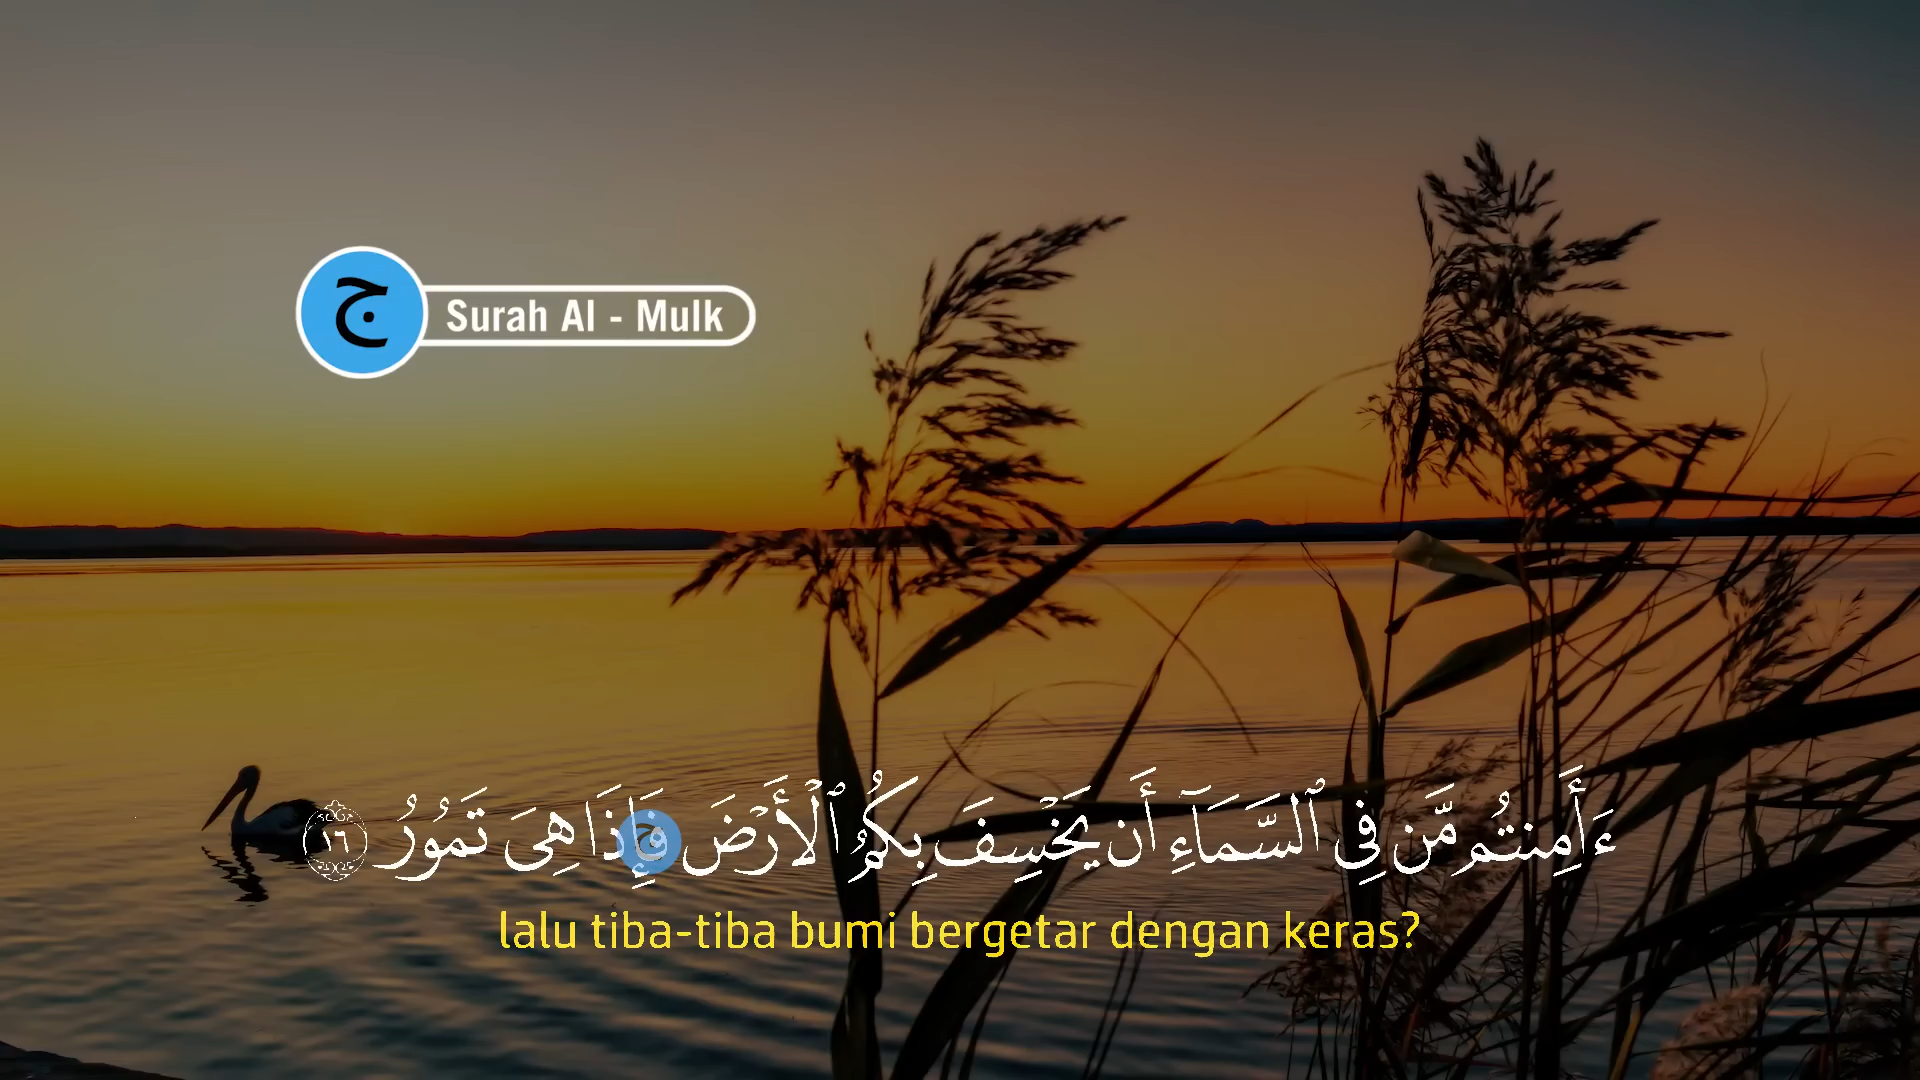 ج
Surah Al - Mulk
ءَأَمِنتُم مَّن فِى ٱلسَّمَآءِ أَن يَخْسِفَ بِكُمُ ٱلْأَرْضَ فَإِذَا هِىَ تَمُورُ ١٦
ج
lalu tiba-tiba bumi bergetar dengan keras?